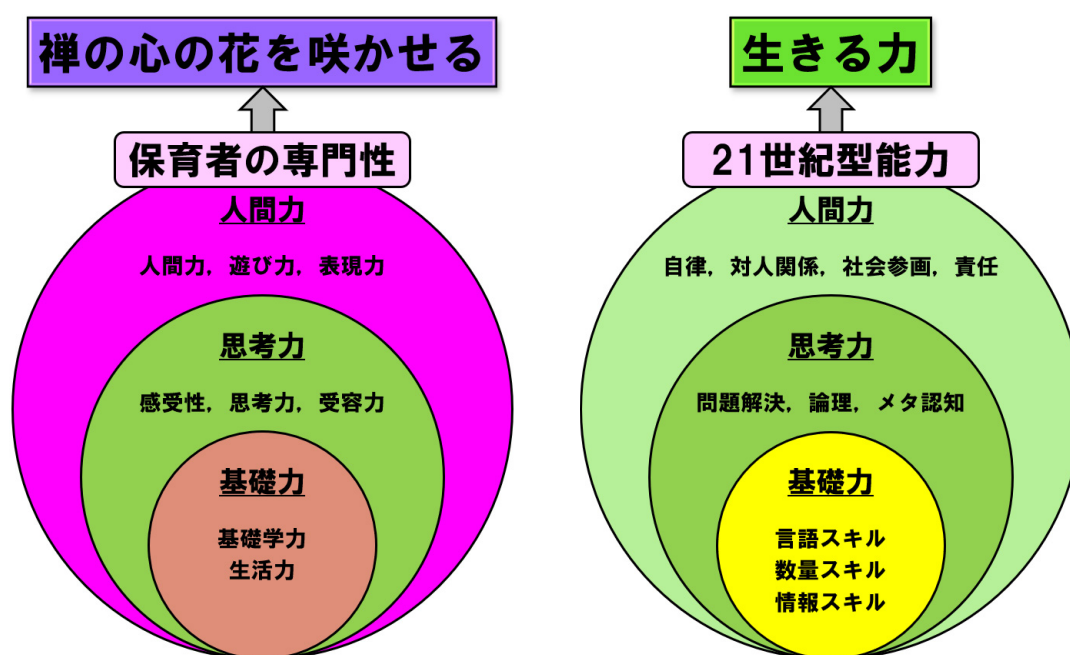 禅の心の花を咲かせる
保育者の専門性
人間力
人間力，遊び力，表現力
思考力
感受性，思考力，受容力
基礎力
基礎学力
生活力
生きる力
21世紀型能力
人間力
自律，対人関係，社会参画，責任
思考力
問題解決，論理，メタ認知
基礎力
言語スキル
数量スキル
情報スキル